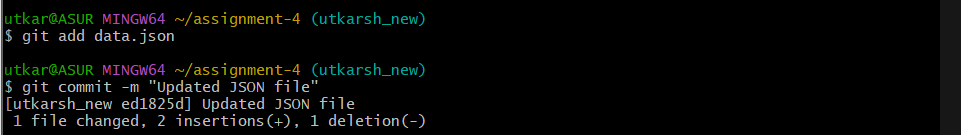 utkar@ASUR MINGW64 ~/assignment-4 (utkarsh_new)
$ git add data.json
utkar@ASUR MINGW64 ~/assignment-4 (utkarsh_new)
$ git commit -m "Updated JSON file"
[utkarsh_new ed1825d] Updated JSON file
 1 file changed, 2 insertions(+), 1 deletion(-)